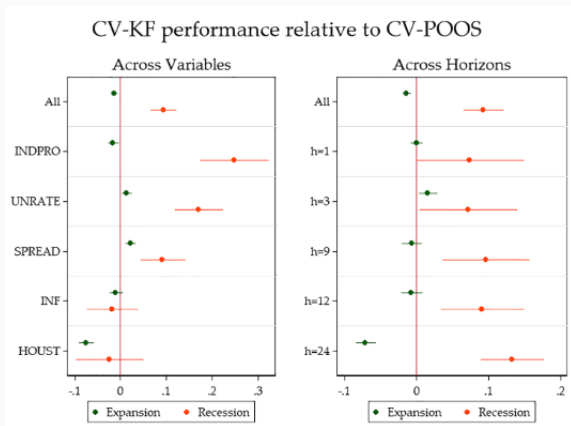 CV-KF performance relative to CV-POOS
Across Variables
All
INDPRO
UNRATE
SPREAD
INF
HOUST
-.1 0 .1 .2 .3
Expansion Recession
Across Horizons
All
h=1
h=3
h=9
h=12
h=24
-.1 0 .1 .2
Expansion Recession